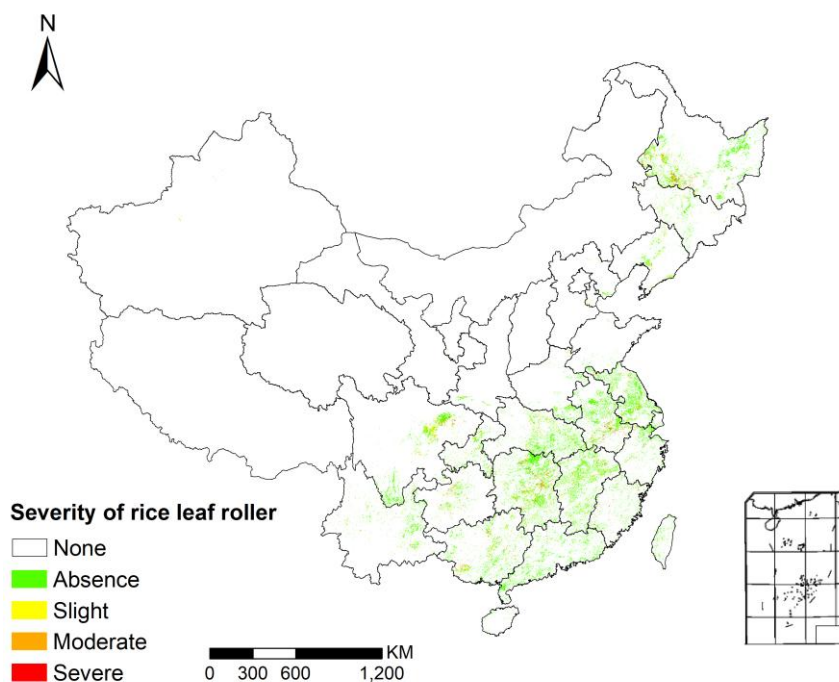 N
Severity of rice leaf roller
None
Absence
Slight
Moderate
Severe
KM
0 300 600 1,200